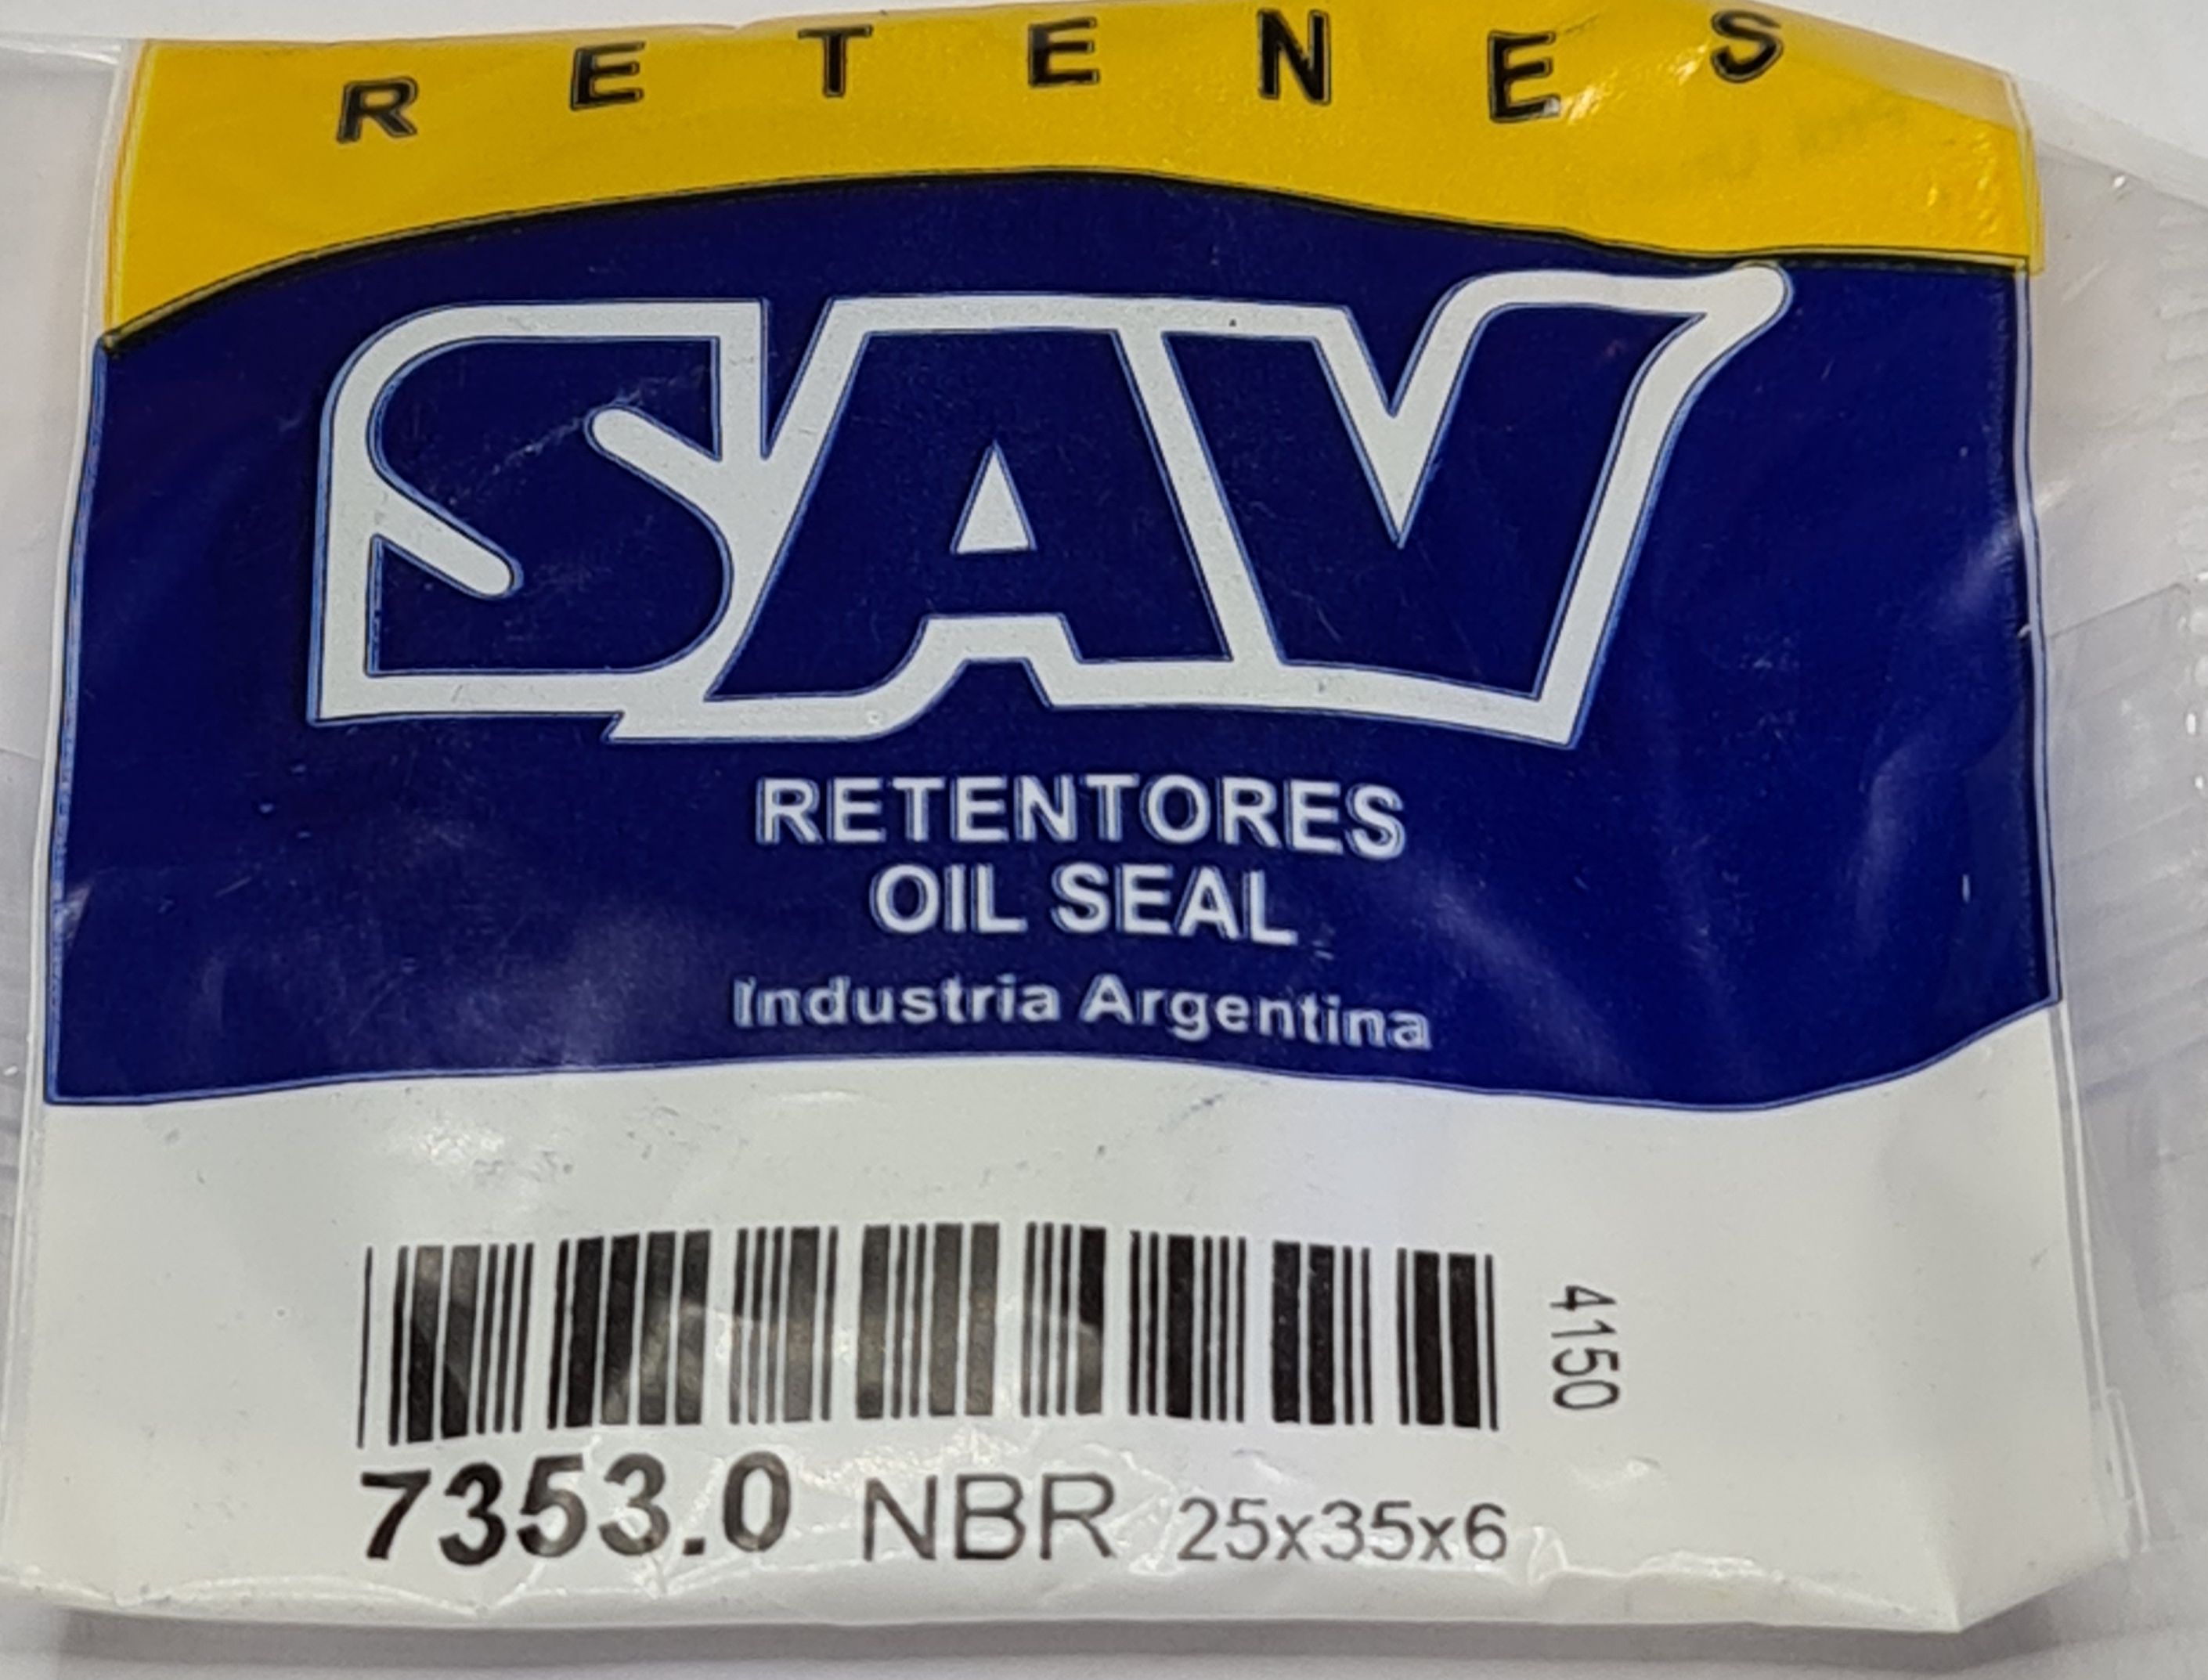 RETENES
SAV
RETENTORES
OIL SEAL
Industria Argentina
4150
7353.0 NBR 25x35x6